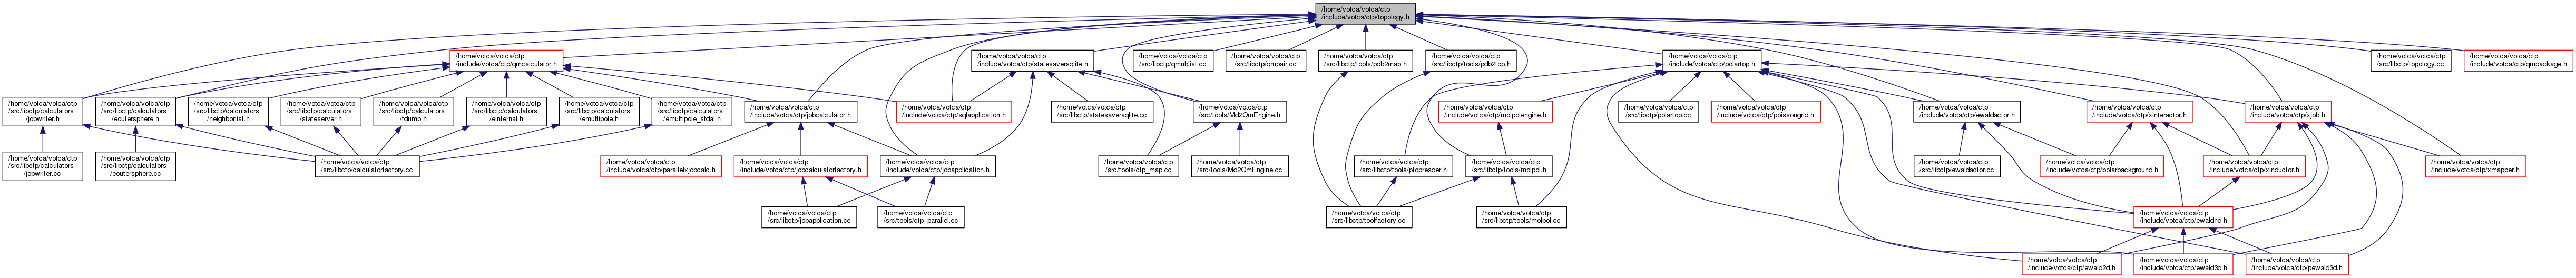 /home/votca/votca/ctp
/include/votca/ctp/topology.h
/home/votca/votca/ctp
/include/votca/ctp/qmcalculator.h
/home/votca/votca/ctp
/include/votca/ctp/statesaversqlite.h
/home/votca/votca/ctp
/src/libctp/qmnblist.cc
/home/votca/votca/ctp
/src/libctp/qmpair.cc
/home/votca/votca/ctp
/src/libctp/tools/pdb2map.h
/home/votca/votca/ctp
/src/libctp/tools/pdb2top.h
/home/votca/votca/ctp
/include/votca/ctp/polartop.h
/home/votca/votca/ctp
/src/libctp/topology.cc
/home/votca/votca/ctp
/include/votca/ctp/qmpackage.h
/home/votca/votca/ctp
/src/libctp/calculators
/jobwriter.h
/home/votca/votca/ctp
/src/libctp/calculators
/eoutersphere.h
/home/votca/votca/ctp
/src/libctp/calculators
/neighborlist.h
/home/votca/votca/ctp
/src/libctp/calculators
/stateserver.h
/home/votca/votca/ctp
/src/libctp/calculators
/tdump.h
/home/votca/votca/ctp
/src/libctp/calculators
/einternal.h
/home/votca/votca/ctp
/src/libctp/calculators
/emultipole.h
/home/votca/votca/ctp
/src/libctp/calculators
/emultipole_stdal.h
/home/votca/votca/ctp
/include/votca/ctp/jobcalculator.h
/home/votca/votca/ctp
/include/votca/ctp/sqlapplication.h
/home/votca/votca/ctp
/src/libctp/statesaversqlite.cc
/home/votca/votca/ctp
/src/tools/Md2QmEngine.h
/home/votca/votca/ctp
/include/votca/ctp/molpolengine.h
/home/votca/votca/ctp
/src/libctp/polartop.cc
/home/votca/votca/ctp
/include/votca/ctp/poissongrid.h
/home/votca/votca/ctp
/include/votca/ctp/ewaldactor.h
/home/votca/votca/ctp
/include/votca/ctp/xinteractor.h
/home/votca/votca/ctp
/include/votca/ctp/xjob.h
/home/votca/votca/ctp
/src/libctp/calculators
/jobwriter.cc
/home/votca/votca/ctp
/src/libctp/calculators
/eoutersphere.cc
/home/votca/votca/ctp
/src/libctp/calculatorfactory.cc
/home/votca/votca/ctp
/include/votca/ctp/parallelxjobcalc.h
/home/votca/votca/ctp
/include/votca/ctp/jobcalculatorfactory.h
/home/votca/votca/ctp
/include/votca/ctp/jobapplication.h
/home/votca/votca/ctp
/src/tools/ctp_map.cc
/home/votca/votca/ctp
/src/tools/Md2QmEngine.cc
/home/votca/votca/ctp
/src/libctp/tools/ptopreader.h
/home/votca/votca/ctp
/src/libctp/tools/molpol.h
/home/votca/votca/ctp
/src/libctp/ewaldactor.cc
/home/votca/votca/ctp
/include/votca/ctp/polarbackground.h
/home/votca/votca/ctp
/include/votca/ctp/xinductor.h
/home/votca/votca/ctp
/include/votca/ctp/xmapper.h
/home/votca/votca/ctp
/src/libctp/jobapplication.cc
/home/votca/votca/ctp
/src/tools/ctp_parallel.cc
/home/votca/votca/ctp
/src/libctp/toolfactory.cc
/home/votca/votca/ctp
/src/libctp/tools/molpol.cc
/home/votca/votca/ctp
/include/votca/ctp/ewaldnd.h
/home/votca/votca/ctp
/include/votca/ctp/ewald2d.h
/home/votca/votca/ctp
/include/votca/ctp/ewald3d.h
/home/votca/votca/ctp
/include/votca/ctp/pewald3d.h